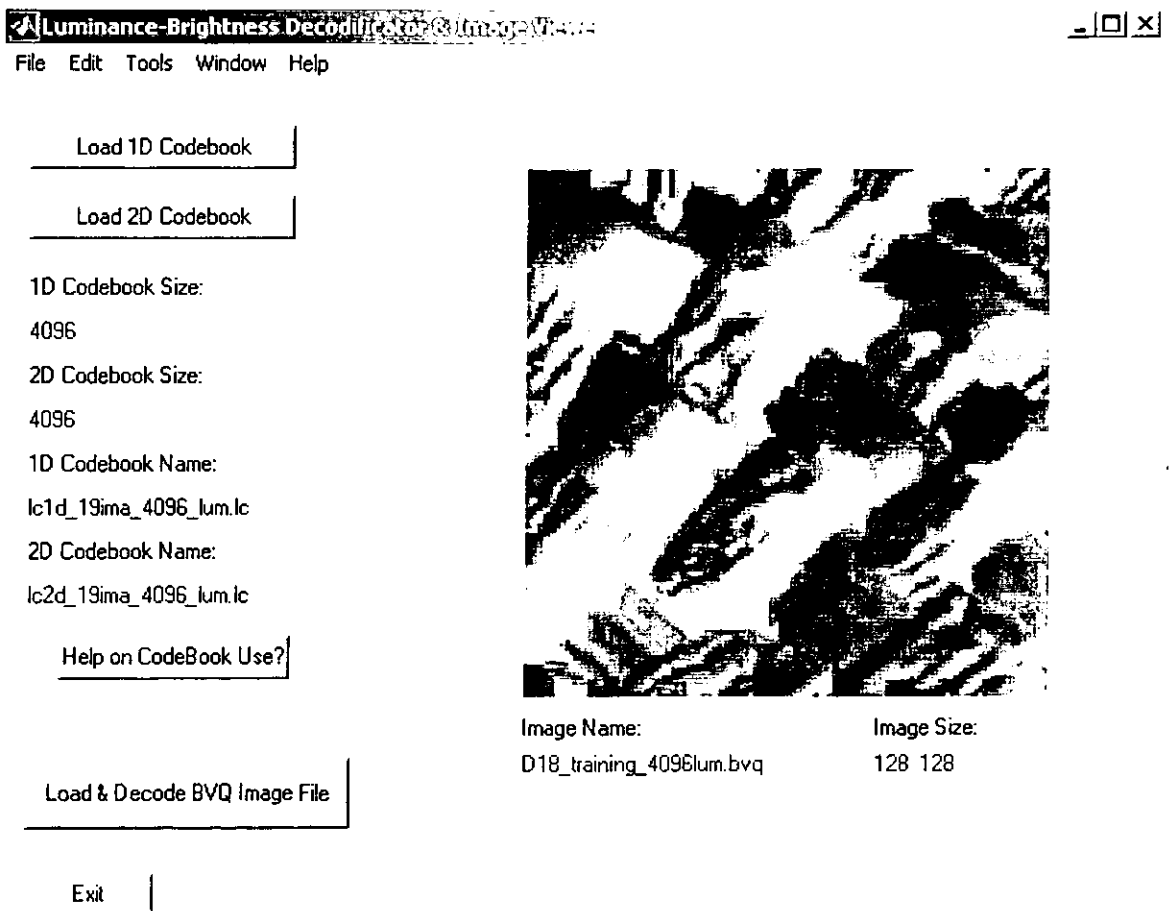 Luminance-Brightness Decodificator & Image Viewer
File Edit Tools Window Help
Load 1D Codebook
Load 2D Codebook
1D Codebook Size:
4096
2D Codebook Size:
4096
1D Codebook Name:
lc1d_19ima_4096_lum.lc
2D Codebook Name:
lc2d_19ima_4096_lum.lc
Help on CodeBook Use?
Image Name:
Image Size:
D18_training_4096lum.bvq
128 128
Load & Decode BVQ Image File
Exit